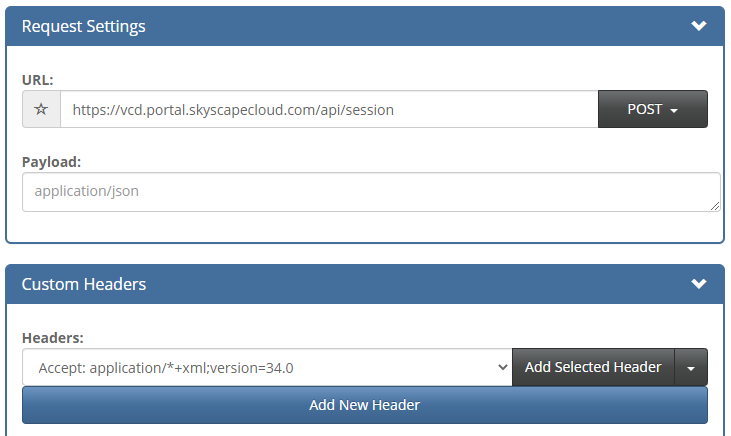 Request Settings
URL:
https://vcd.portal.skyscapecloud.com/api/session
POST
Payload:
application/json
Custom Headers
Headers:
Accept: application/*+xml;version=34.0
Add Selected Header
Add New Header